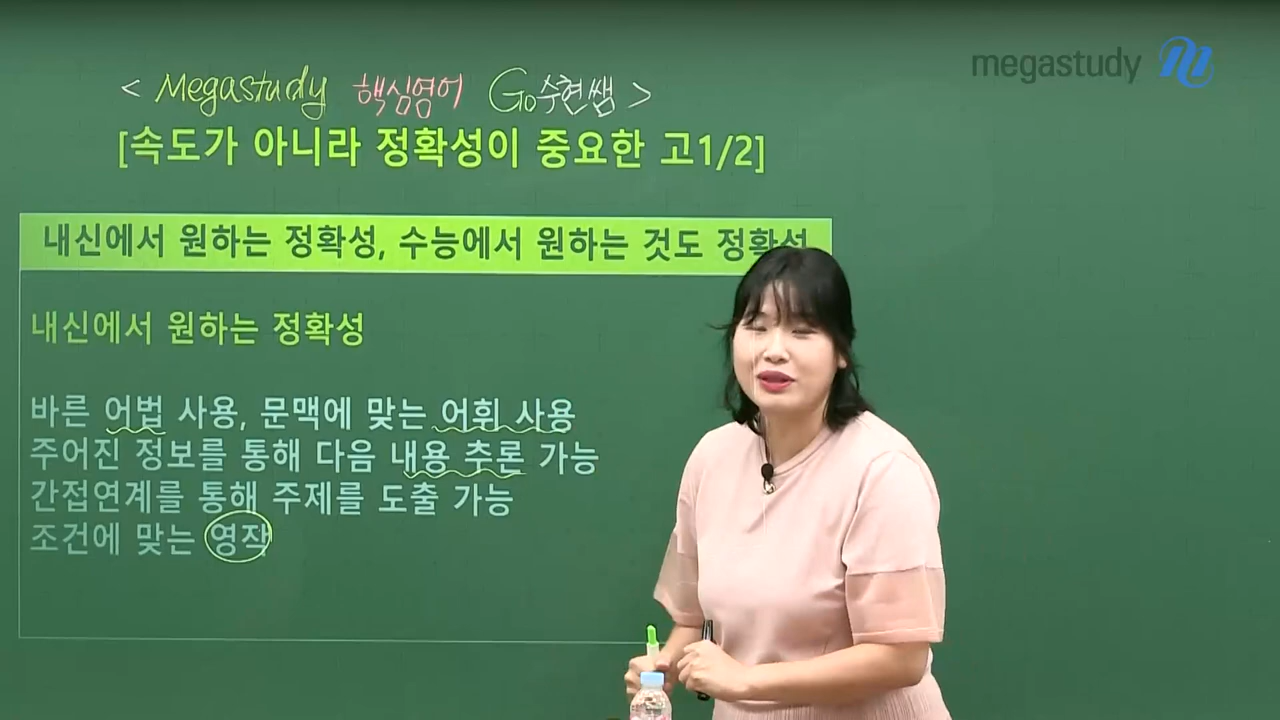 megastudy
< Megastudy 핵심영어 Go수현쌤 >
[속도가 아니라 정확성이 중요한 고1/2]
내신에서 원하는 정확성, 수능에서 원하는 것도 정확성
내신에서 원하는 정확성
바른 어법 사용, 문맥에 맞는 어휘 사용
주어진 정보를 통해 다음 내용 추론 가능
간접연계를 통해 주제를 도출 가능
조건에 맞는 영작